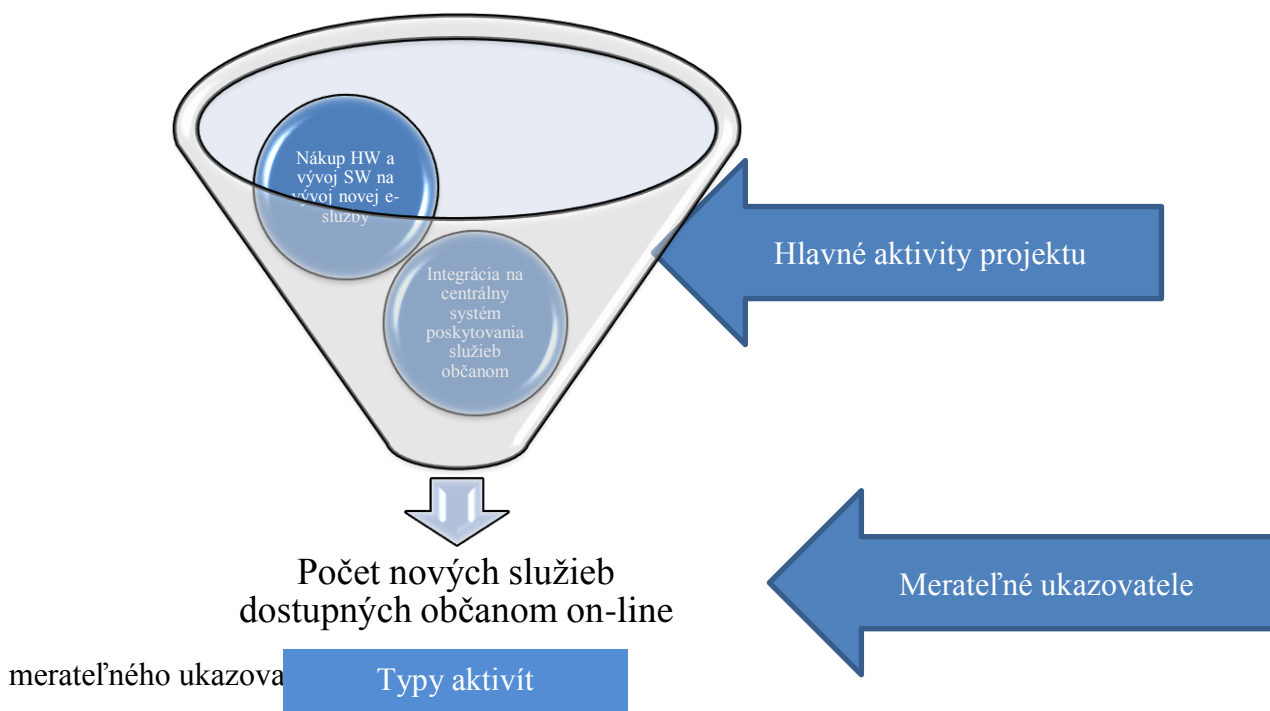 Nákup HW a
vývoj SW na
vývoj novej e-
služby
Integrácia na
centrálny
systém
poskytovania
služieb
občanom
Hlavné aktivity projektu
Počet nových služieb
dostupných občanom on-line
Merateľné ukazovatele
merateľného ukazova
Typy aktivít